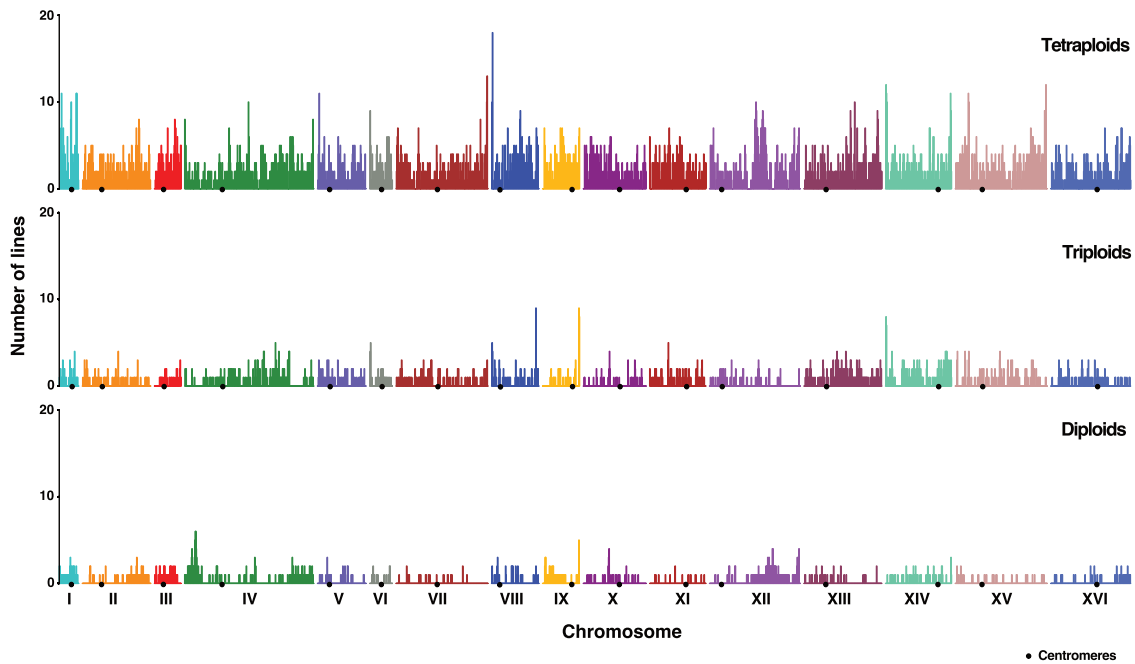 20
Tetraploids
10
0
20
Triploids
10
0
Number of lines
20
Diploids
10
0
I II III IV V VI VII VIII IX X XI XII XIII XIV XV XVI
Chromosome
Centromeres